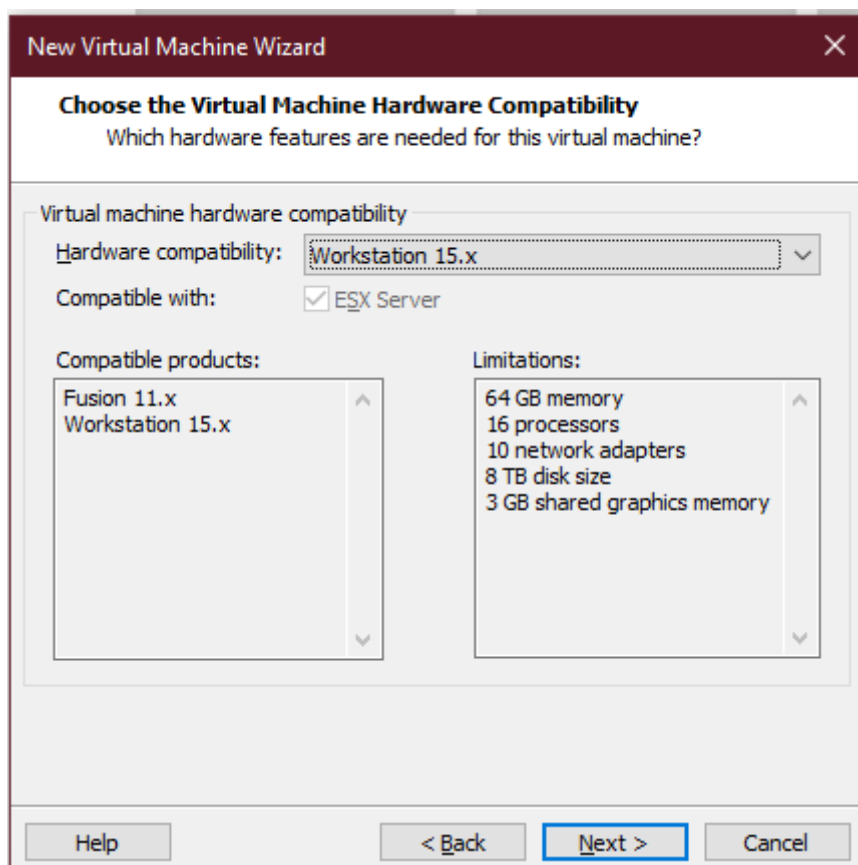 New Virtual Machine Wizard
Choose the Virtual Machine Hardware Compatibility
Which hardware features are needed for this virtual machine?
Virtual machine hardware compatibility
Hardware compatibility: Workstation 15.x
Compatible with: ESX Server
Compatible products:
Fusion 11.x
Workstation 15.x
Limitations:
64 GB memory
16 processors
10 network adapters
8 TB disk size
3 GB shared graphics memory
Help < Back Next > Cancel